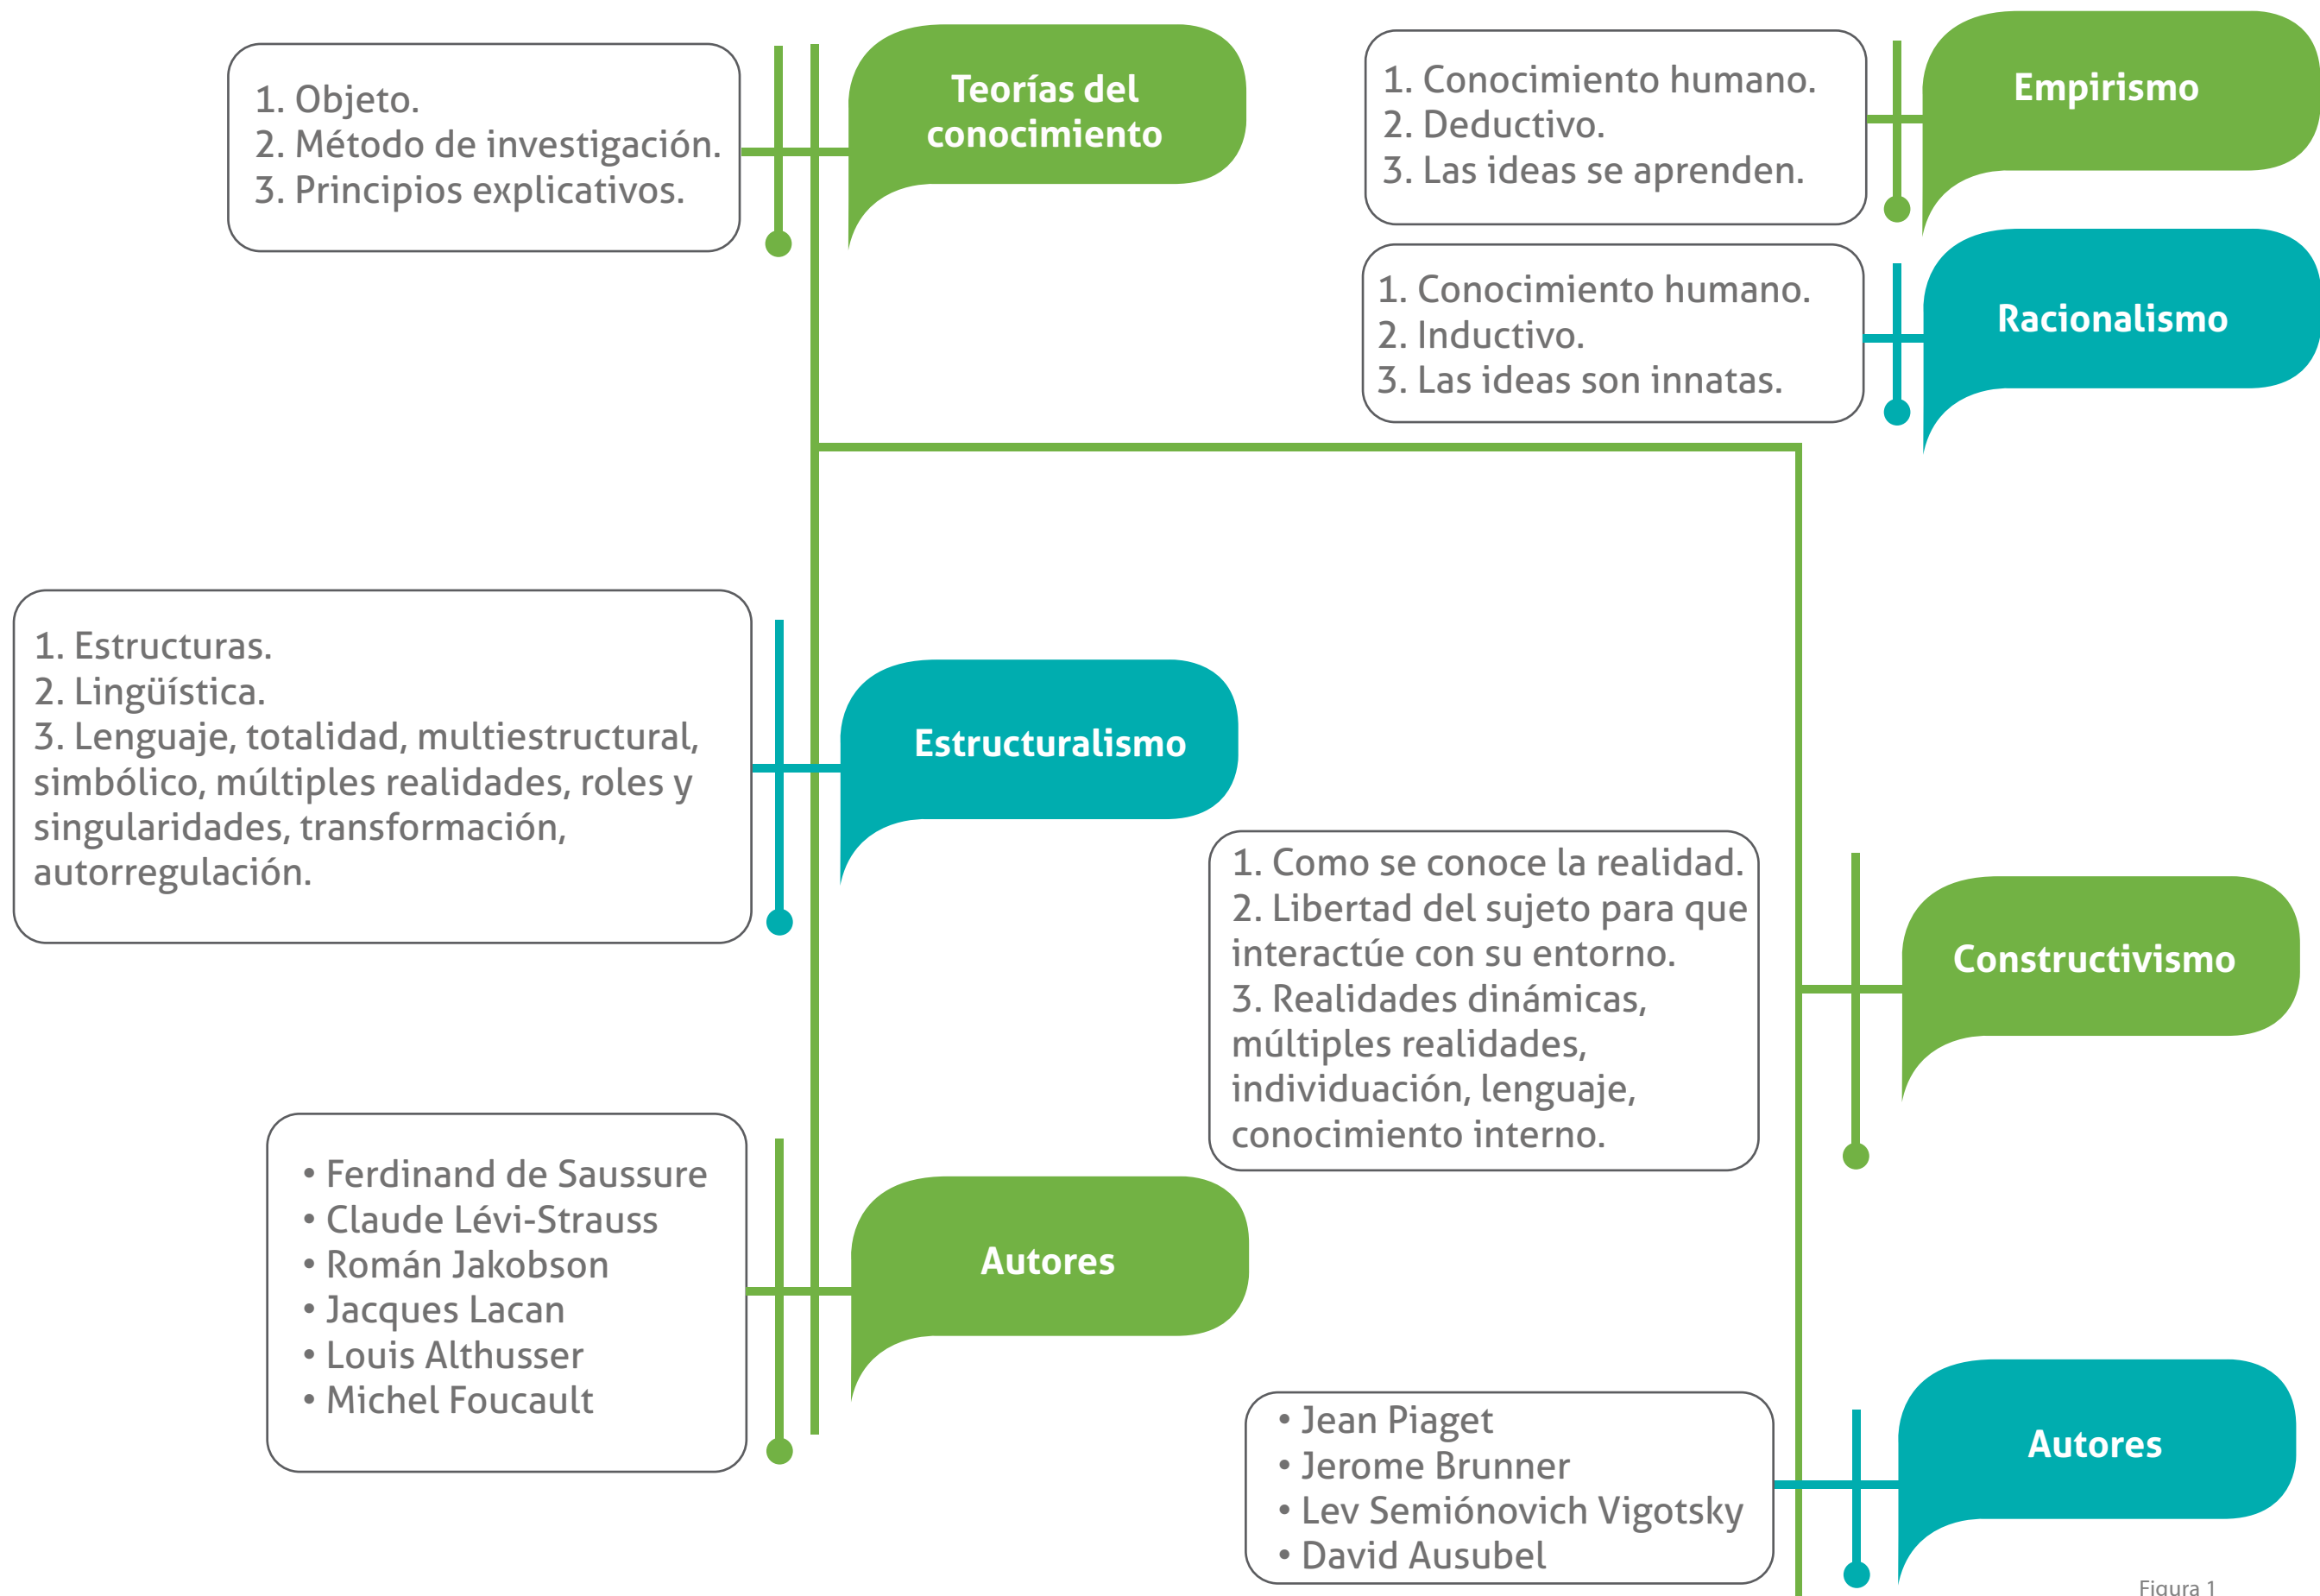 1. Objeto.
2. Método de investigación.
3. Principios explicativos.
Teorías del
conocimiento
1. Conocimiento humano.
2. Deductivo.
3. Las ideas se aprenden.
Empirismo
1. Conocimiento humano.
2. Inductivo.
3. Las ideas son innatas.
Racionalismo
1. Estructuras.
2. Lingüística.
3. Lenguaje, totalidad, multiestructural,
simbólico, múltiples realidades, roles y
singularidades, transformación,
autorregulación.
Estructuralismo
1. Como se conoce la realidad.
2. Libertad del sujeto para que
interactúe con su entorno.
3. Realidades dinámicas,
múltiples realidades,
individuación, lenguaje,
conocimiento interno.
Constructivismo
• Ferdinand de Saussure
• Claude Lévi-Strauss
• Román Jakobson
• Jacques Lacan
• Louis Althusser
• Michel Foucault
Autores
• Jean Piaget
• Jerome Brunner
• Lev Semiónovich Vigotsky
• David Ausubel
Autores
Figura 1